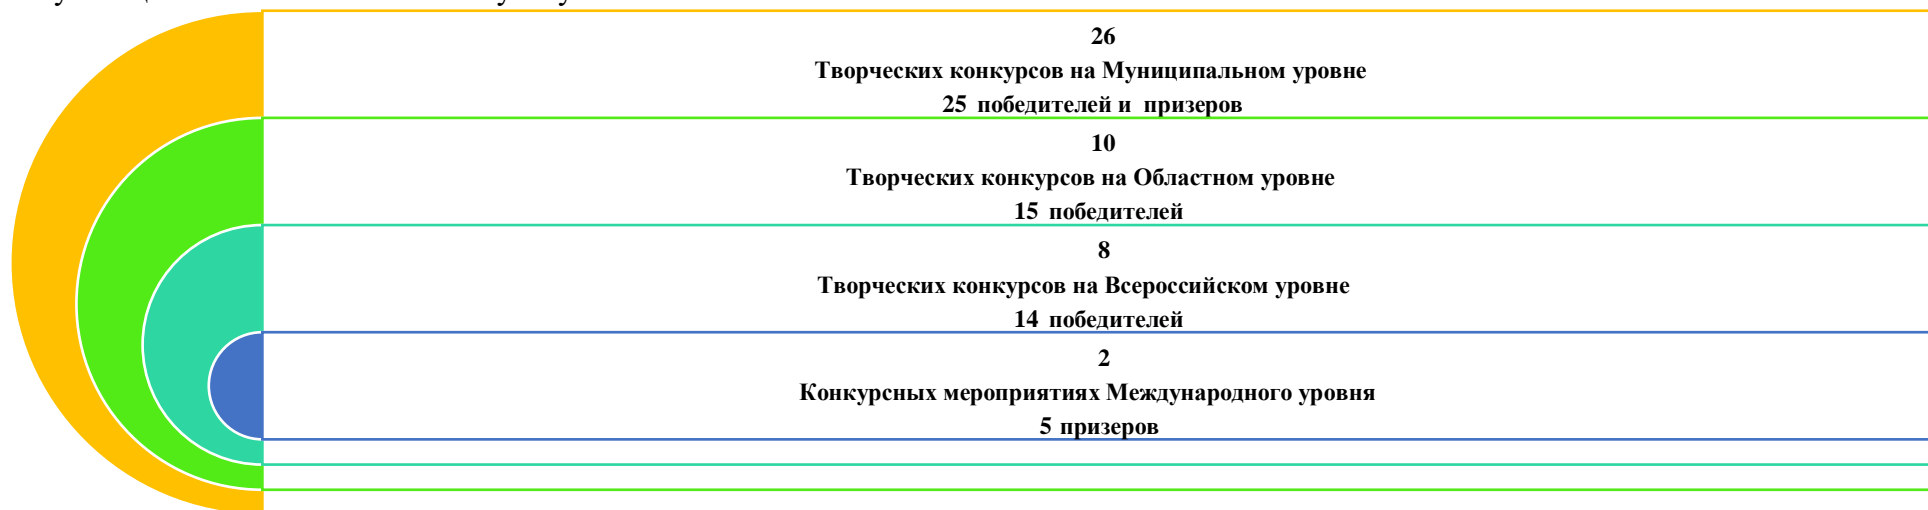 26
Творческих конкурсов на Муниципальном уровне
25 победителей и призеров
10
Творческих конкурсов на Областном уровне
15 победителей
8
Творческих конкурсов на Всероссийском уровне
14 победителей
2
Конкурсных мероприятиях Международного уровня
5 призеров